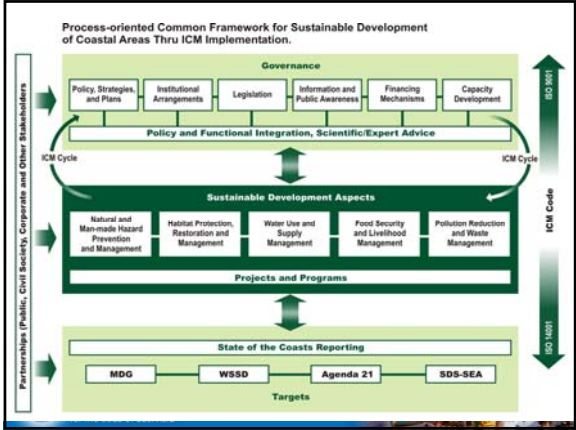 Process-oriented Common Framework for Sustainable Development
of Coastal Areas Thru ICM Implementation.
Partnerships (Public, Civil Society, Corporate and Other Stakeholders
Governance
Policy, Strategies,
and Plans
Institutional
Arrangements
Legislation
Information and
Public Awareness
Financing
Mechanisms
Capacity
Development
Policy and Functional Integration, Scientific/Expert Advice
ICM Cycle
ICM Cycle
Sustainable Development Aspects
Natural and
Man-made Hazard
Prevention
and Management
Habitat Protection,
Restoration and
Management
Water Use and
Supply
Management
Food Security
and Livelihood
Management
Pollution Reduction
and Waste
Management
Projects and Programs
State of the Coasts Reporting
MDG
WSSD
Agenda 21
SDS-SEA
Targets
ISO 9001
ICM Code
ISO 14001